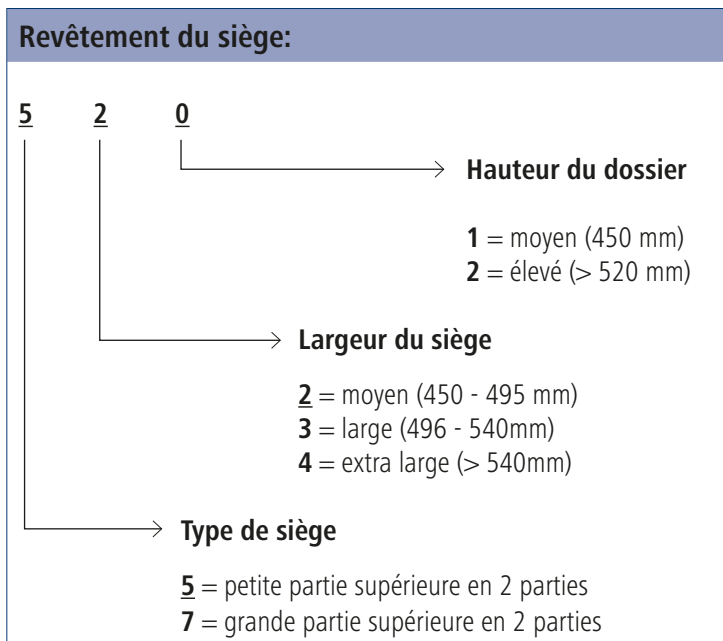 Revêtement du siège:
5 2 0
Hauteur du dossier
1 = moyen (450 mm)
2 = élevé (> 520 mm)
Largeur du siège
2 = moyen (450 - 495 mm)
3 = large (496 - 540mm)
4 = extra large (> 540mm)
Type de siège
5 = petite partie supérieure en 2 parties
7 = grande partie supérieure en 2 parties